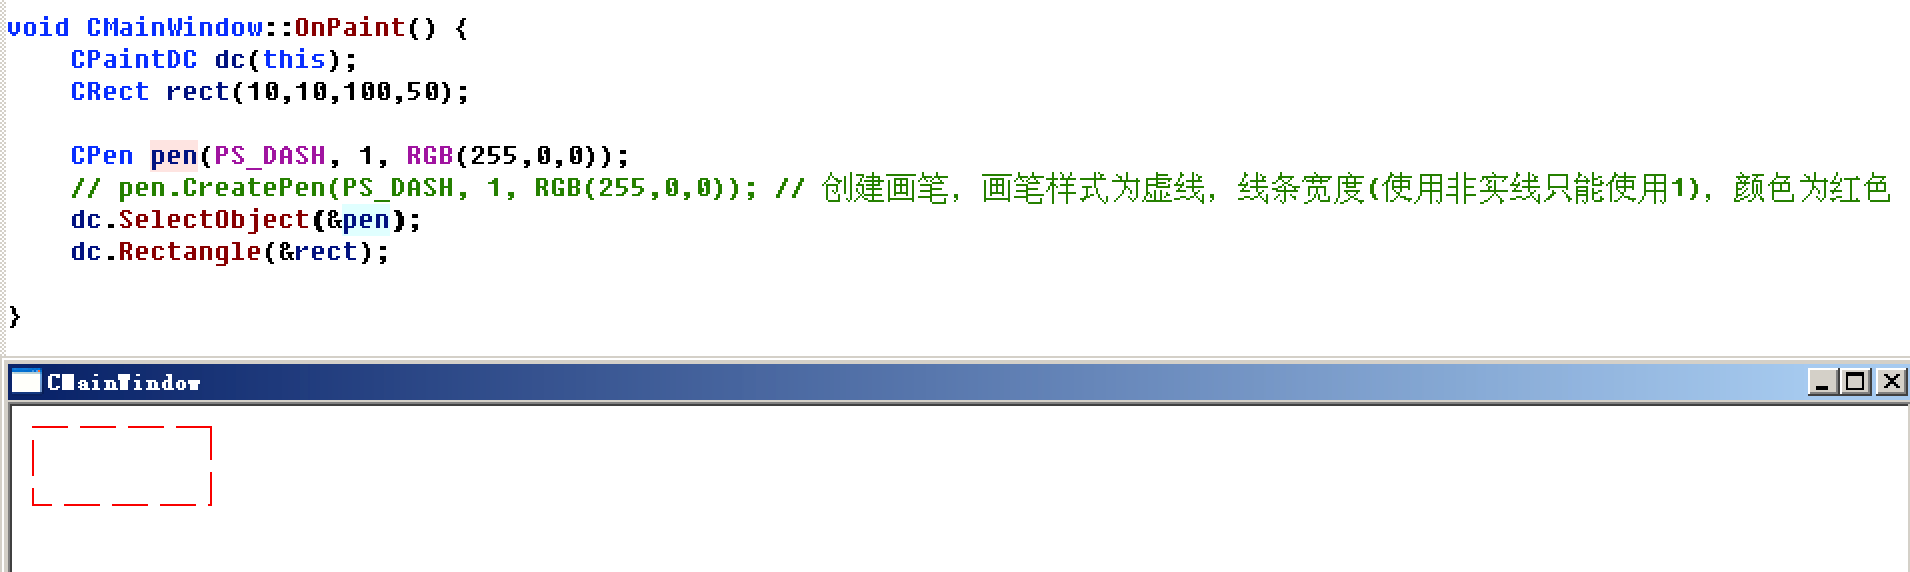 void CMainWindow::OnPaint() {
CPaintDC dc(this);
CRect rect(10,10,100,50);
CPen pen(PS_DASH, 1, RGB(255,0,0));
// pen.CreatePen(PS_DASH, 1, RGB(255,0,0)); // 创建画笔，画笔样式为虚线，线条宽度(使用非实线只能使用1)，颜色为红色
dc.SelectObject(&pen);
dc.Rectangle(&rect);
}
CMainWindow